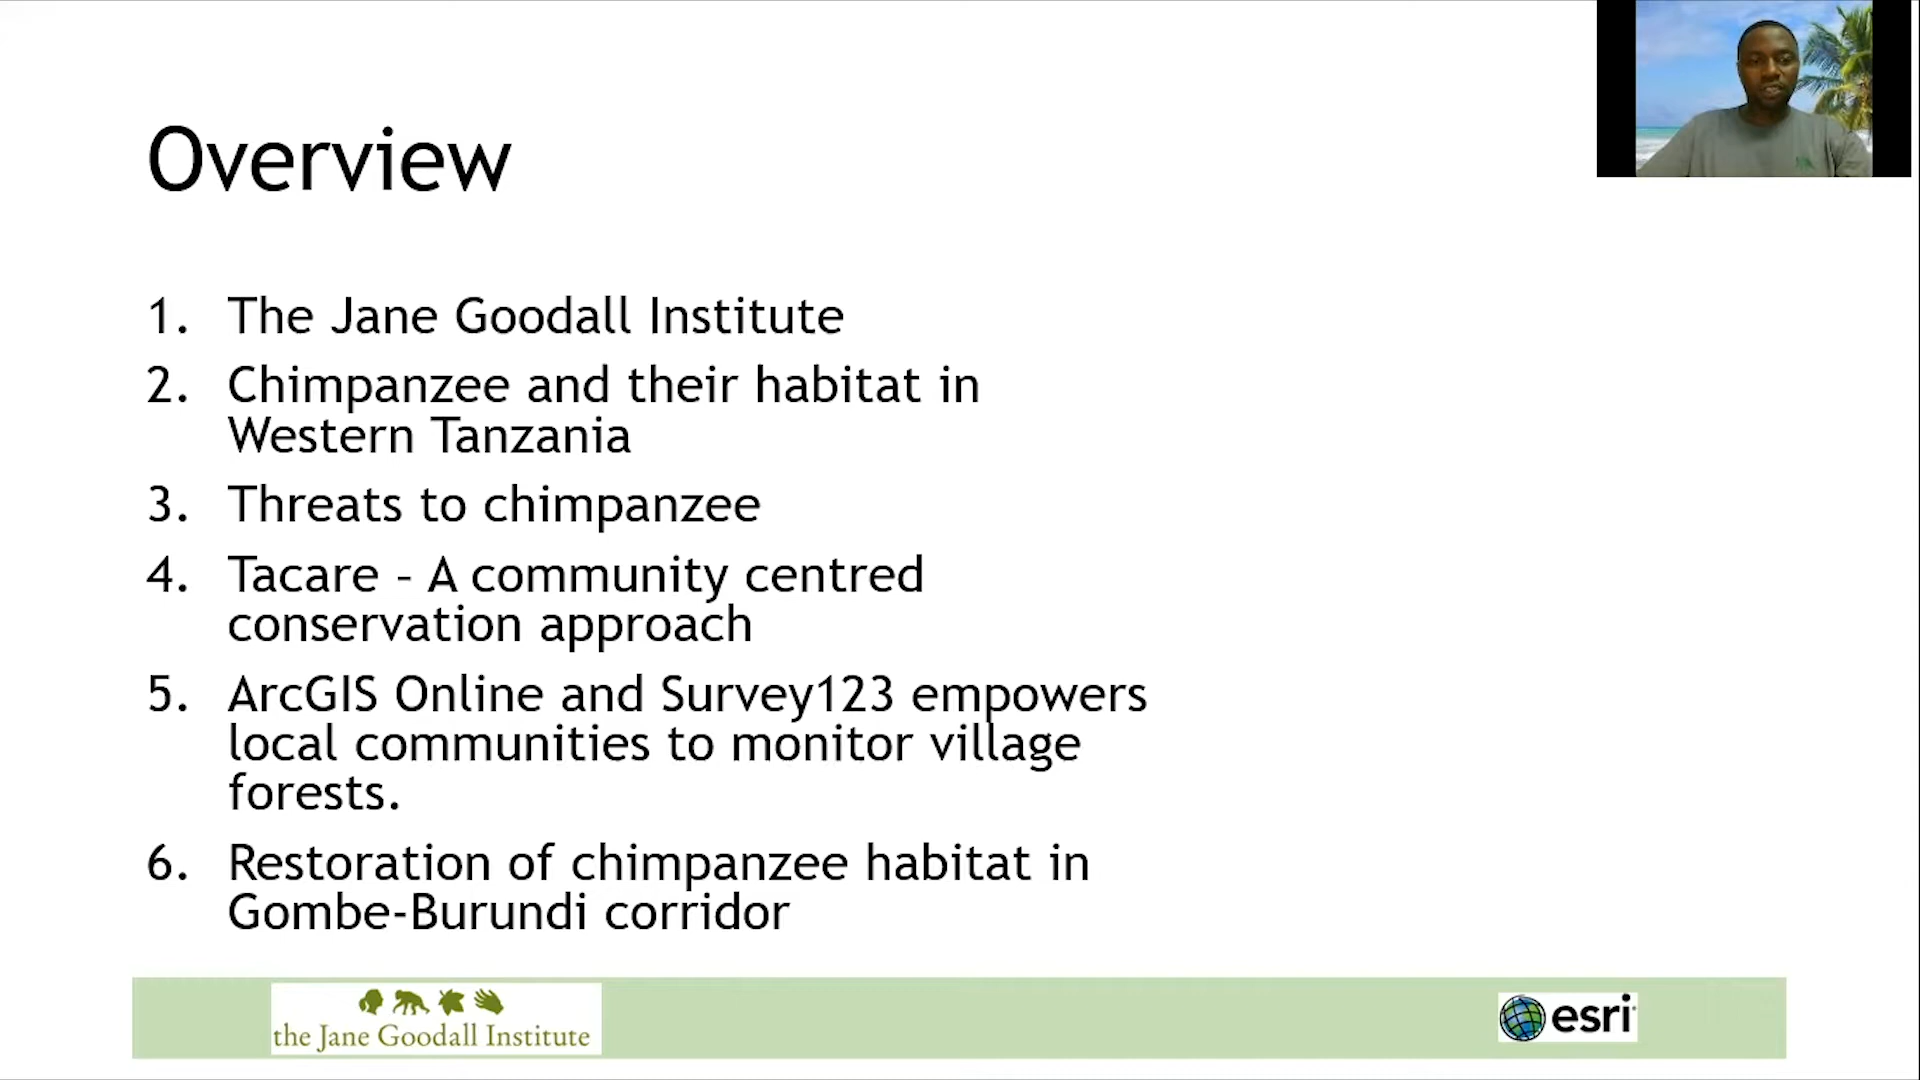 Overview
1. The Jane Goodall Institute
2. Chimpanzee and their habitat in
Western Tanzania
3. Threats to chimpanzee
4. Tacare – A community centred
conservation approach
5. ArcGIS Online and Survey123 empowers
local communities to monitor village
forests.
6. Restoration of chimpanzee habitat in
Gombe-Burundi corridor
the Jane Goodall Institute
esri